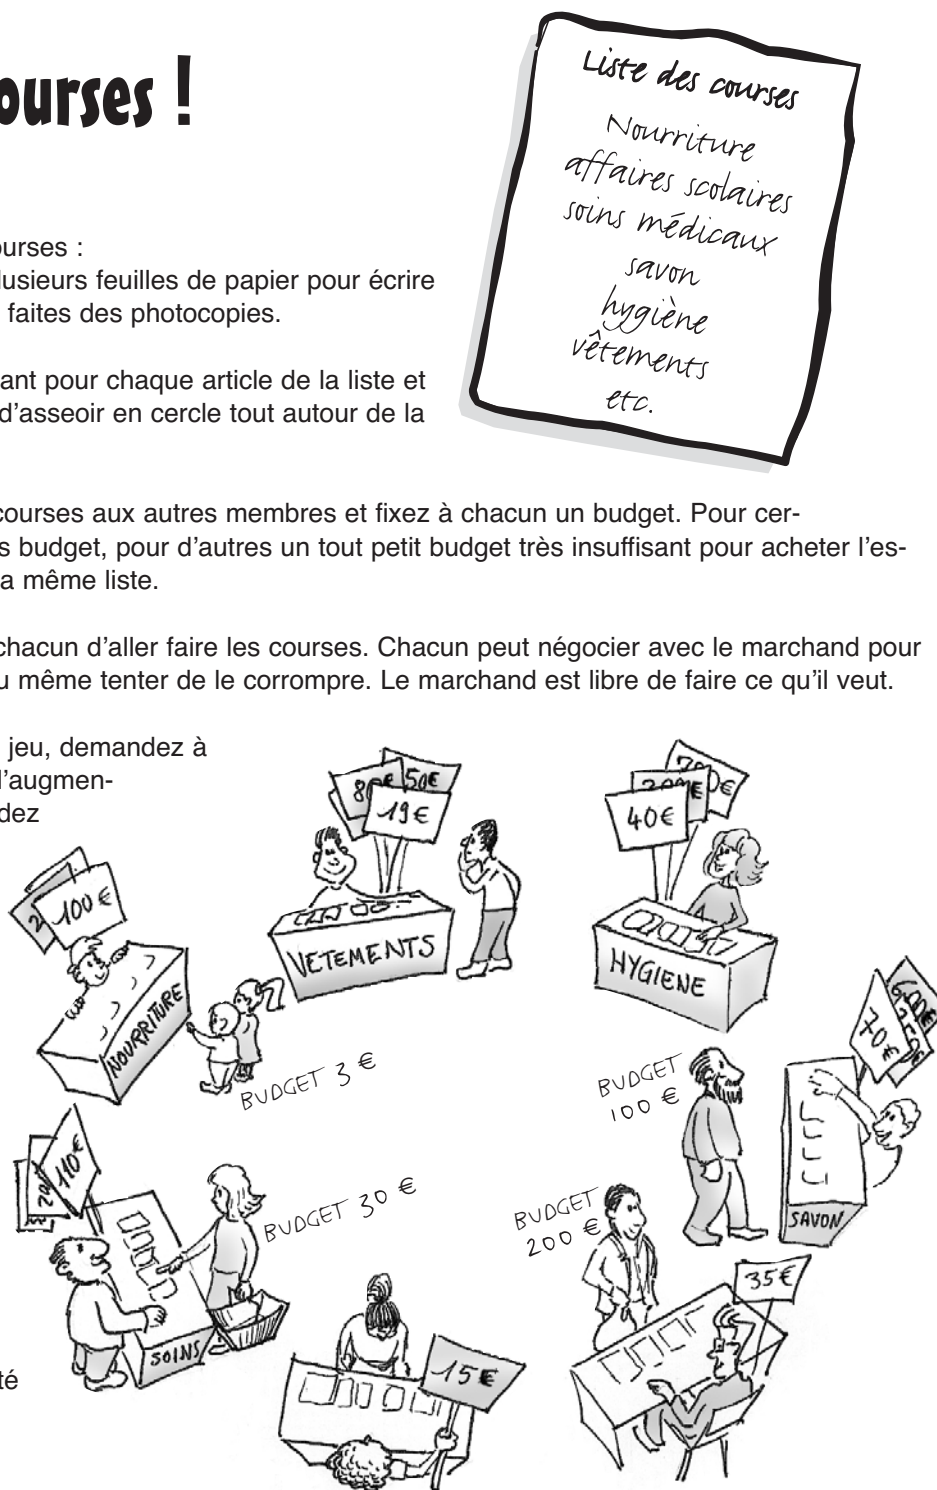 ourses !
Liste des courses
Nourriture
affaires scolaires
soins médicaux
savon
hygiène
vêtements
etc.
ourses :
lusieurs feuilles de papier pour écrire
faites des photocopies.
ant pour chaque article de la liste et
d'asseoir en cercle tout autour de la
courses aux autres membres et fixez à chacun un budget. Pour cer-
s budget, pour d'autres un tout petit budget très insuffisant pour acheter l'es-
a même liste.
chacun d'aller faire les courses. Chacun peut négocier avec le marchand pour
u même tenter de le corrompre. Le marchand est libre de faire ce qu'il veut.
jeu, demandez à
l'augmen-
dez
50€
19€
40€
100€
VETEMENTS
HYGIENE
NOURRITURE
70€
BUDGET 3 €
BUDGET
100 €
110€
BUDGET 30 €
BUDGET
200 €
SAVON
35€
SOINS
15€
té